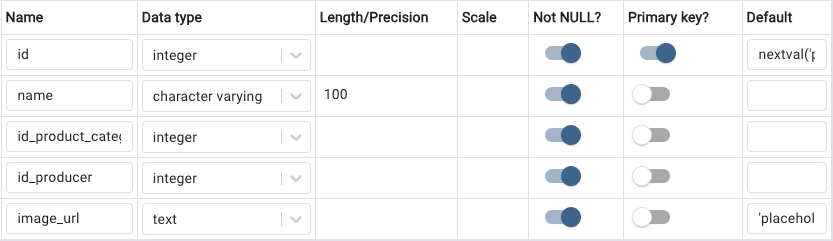 Name Data type Length/Precision Scale Not NULL? Primary key? Default
id integer nextval('p
name character varying 100
id_product_categ integer
id_producer integer
image_url text 'placehol